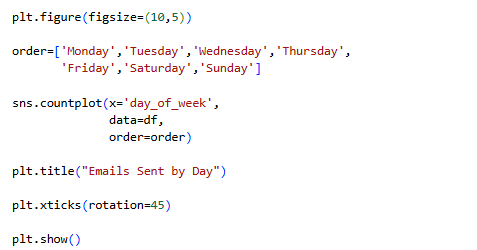 plt.figure(figsize=(10,5))
order=['Monday','Tuesday','Wednesday','Thursday',
       'Friday','Saturday','Sunday']
sns.countplot(x='day_of_week',
              data=df,
              order=order)
plt.title("Emails Sent by Day")
plt.xticks(rotation=45)
plt.show()